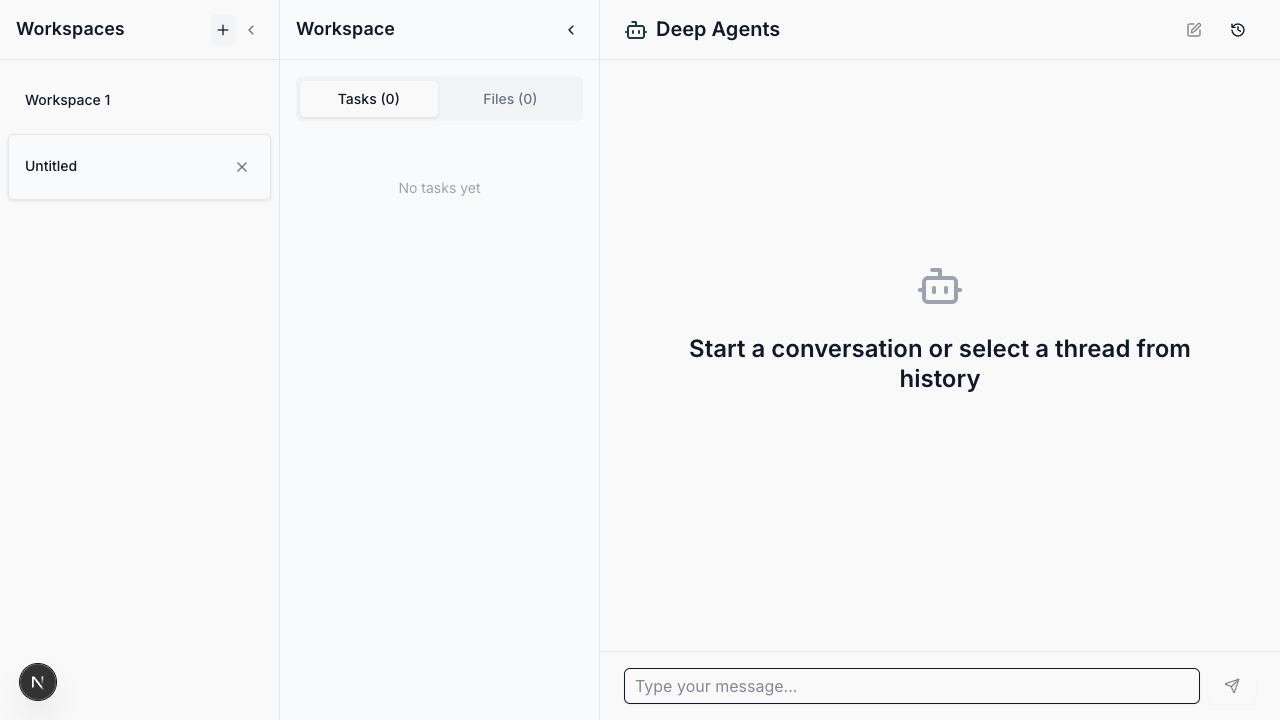 Workspaces
Workspace 1
Untitled
N
Workspace
Tasks (0)
Files (0)
No tasks yet
Deep Agents
Start a conversation or select a thread from
history
Type your message...